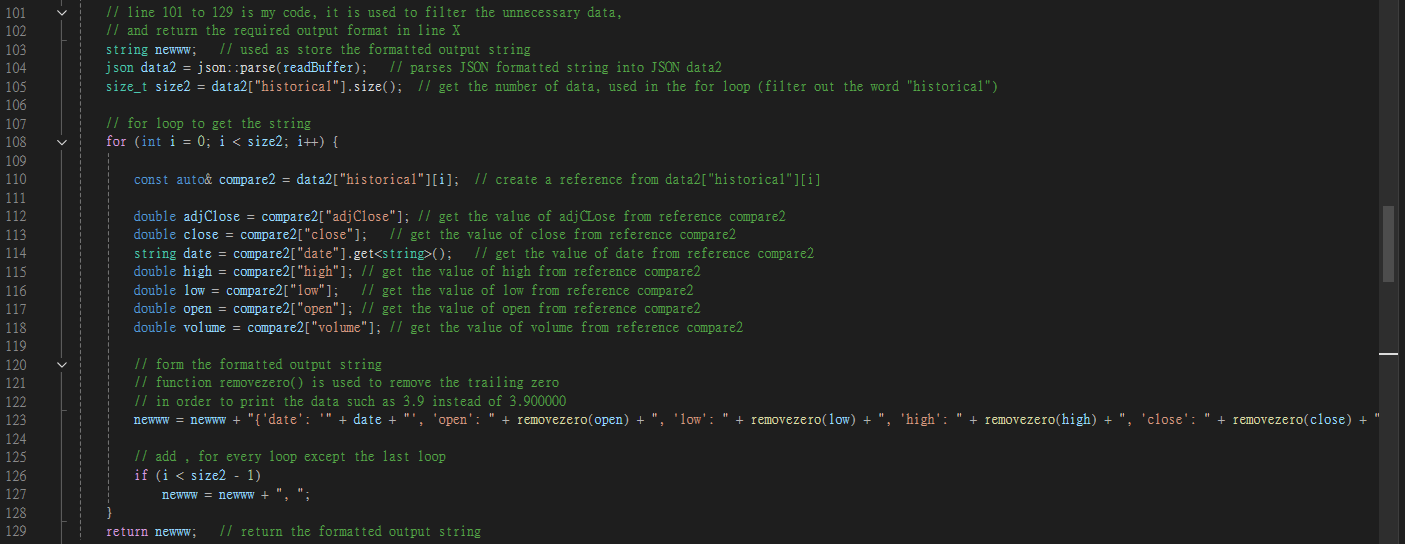 101 // line 101 to 129 is my code, it is used to filter the unnecessary data,
102 // and return the required output format in line X
103 string newww; // used as store the formatted output string
104 json data2 = json::parse(readBuffer); // parses JSON formatted string into JSON data2
105 size_t size2 = data2["historical"].size(); // get the number of data, used in the for loop (filter out the word "historical")
106
107 // for loop to get the string
108 for (int i = 0; i < size2; i++) {
109
110 const auto& compare2 = data2["historical"][i]; // create a reference from data2["historical"][i]
111
112 double adjClose = compare2["adjClose"]; // get the value of adjCLose from reference compare2
113 double close = compare2["close"]; // get the value of close from reference compare2
114 string date = compare2["date"].get<string>(); // get the value of date from reference compare2
115 double high = compare2["high"]; // get the value of high from reference compare2
116 double low = compare2["low"]; // get the value of low from reference compare2
117 double open = compare2["open"]; // get the value of open from reference compare2
118 double volume = compare2["volume"]; // get the value of volume from reference compare2
119
120 // form the formatted output string
121 // function removezero() is used to remove the trailing zero
122 // in order to print the data such as 3.9 instead of 3.900000
123 newww = newww + "{'date': '" + date + "', 'open': " + removezero(open) + ", 'low': " + removezero(low) + ", 'high': " + removezero(high) + ", 'close': " + removezero(close) + "
124
125 // add , for every loop except the last loop
126 if (i < size2 - 1)
127 newww = newww + ", ";
128 }
129 return newww; // return the formatted output string